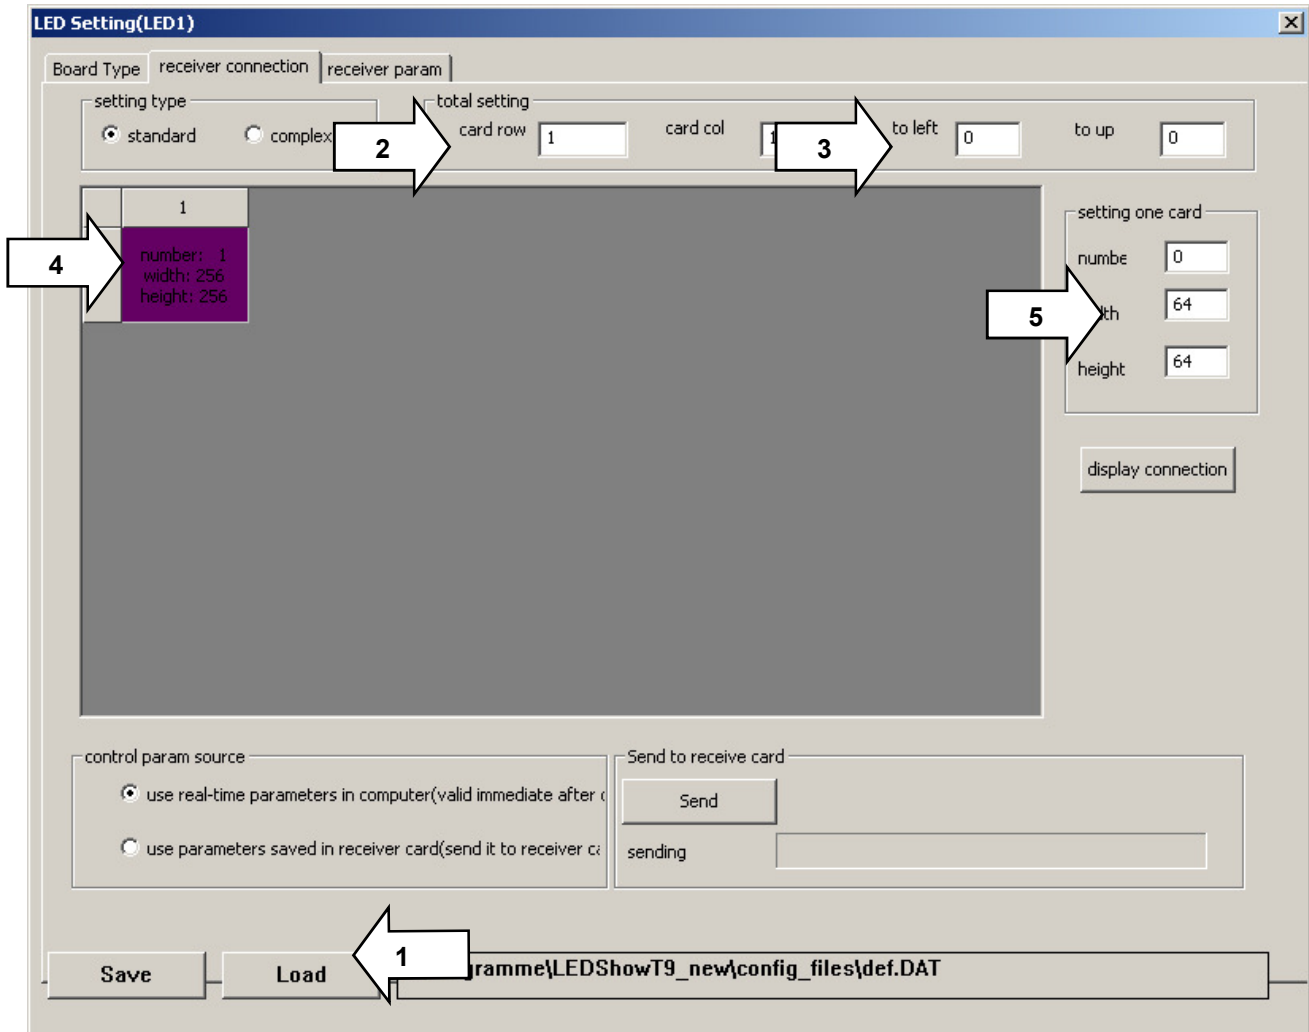 LED Setting(LED1)
Board Type receiver connection receiver param
setting type total setting
standard complex 2 card row 1 card col 1 3 to left 0 to up 0
1
setting one card
4 number: 1
width: 256
height: 256
numbe 0
5 64
height 64
display connection
control param source Send to receive card
use real-time parameters in computer(valid immediate after Send
use parameters saved in receiver card(send it to receiver sending
1
Save Load gramme\LEDShowT9_new\config_files\def.DAT